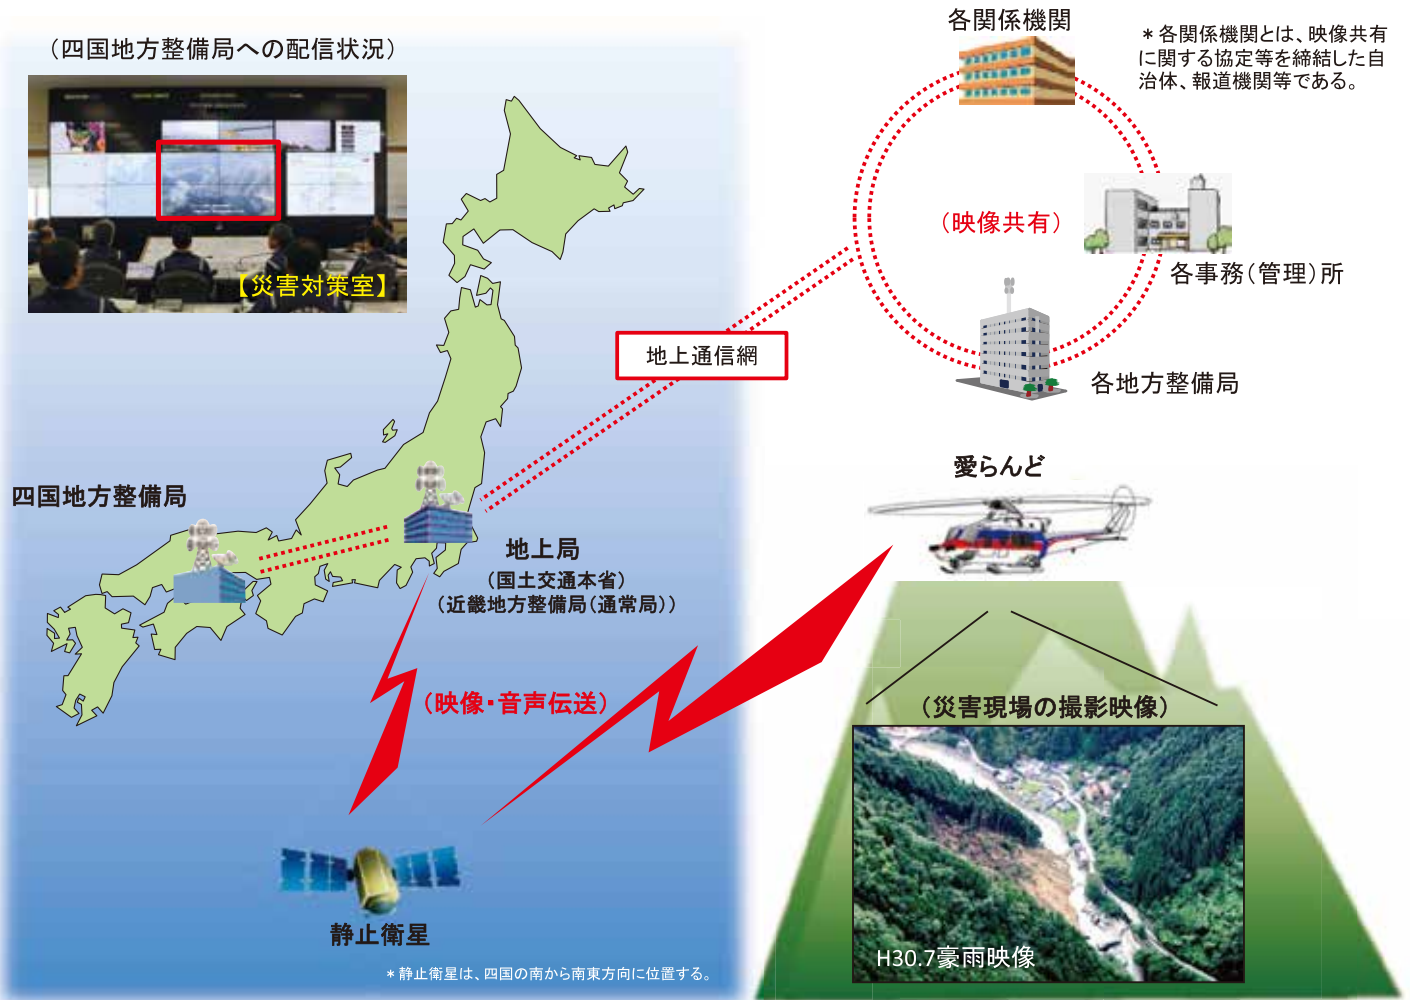 （四国地方整備局への配信状況）
【災害対策室】
各関係機関
＊各関係機関とは、映像共有
に関する協定等を締結した自
治体、報道機関等である。
（映像共有）
各事務（管理）所
各地方整備局
地上通信網
四国地方整備局
地上局
（国土交通本省）
（近畿地方整備局（通常局））
愛らんど
（映像・音声伝送）
（災害現場の撮影映像）
H30.7豪雨映像
静止衛星
＊静止衛星は、四国の南から南東方向に位置する。